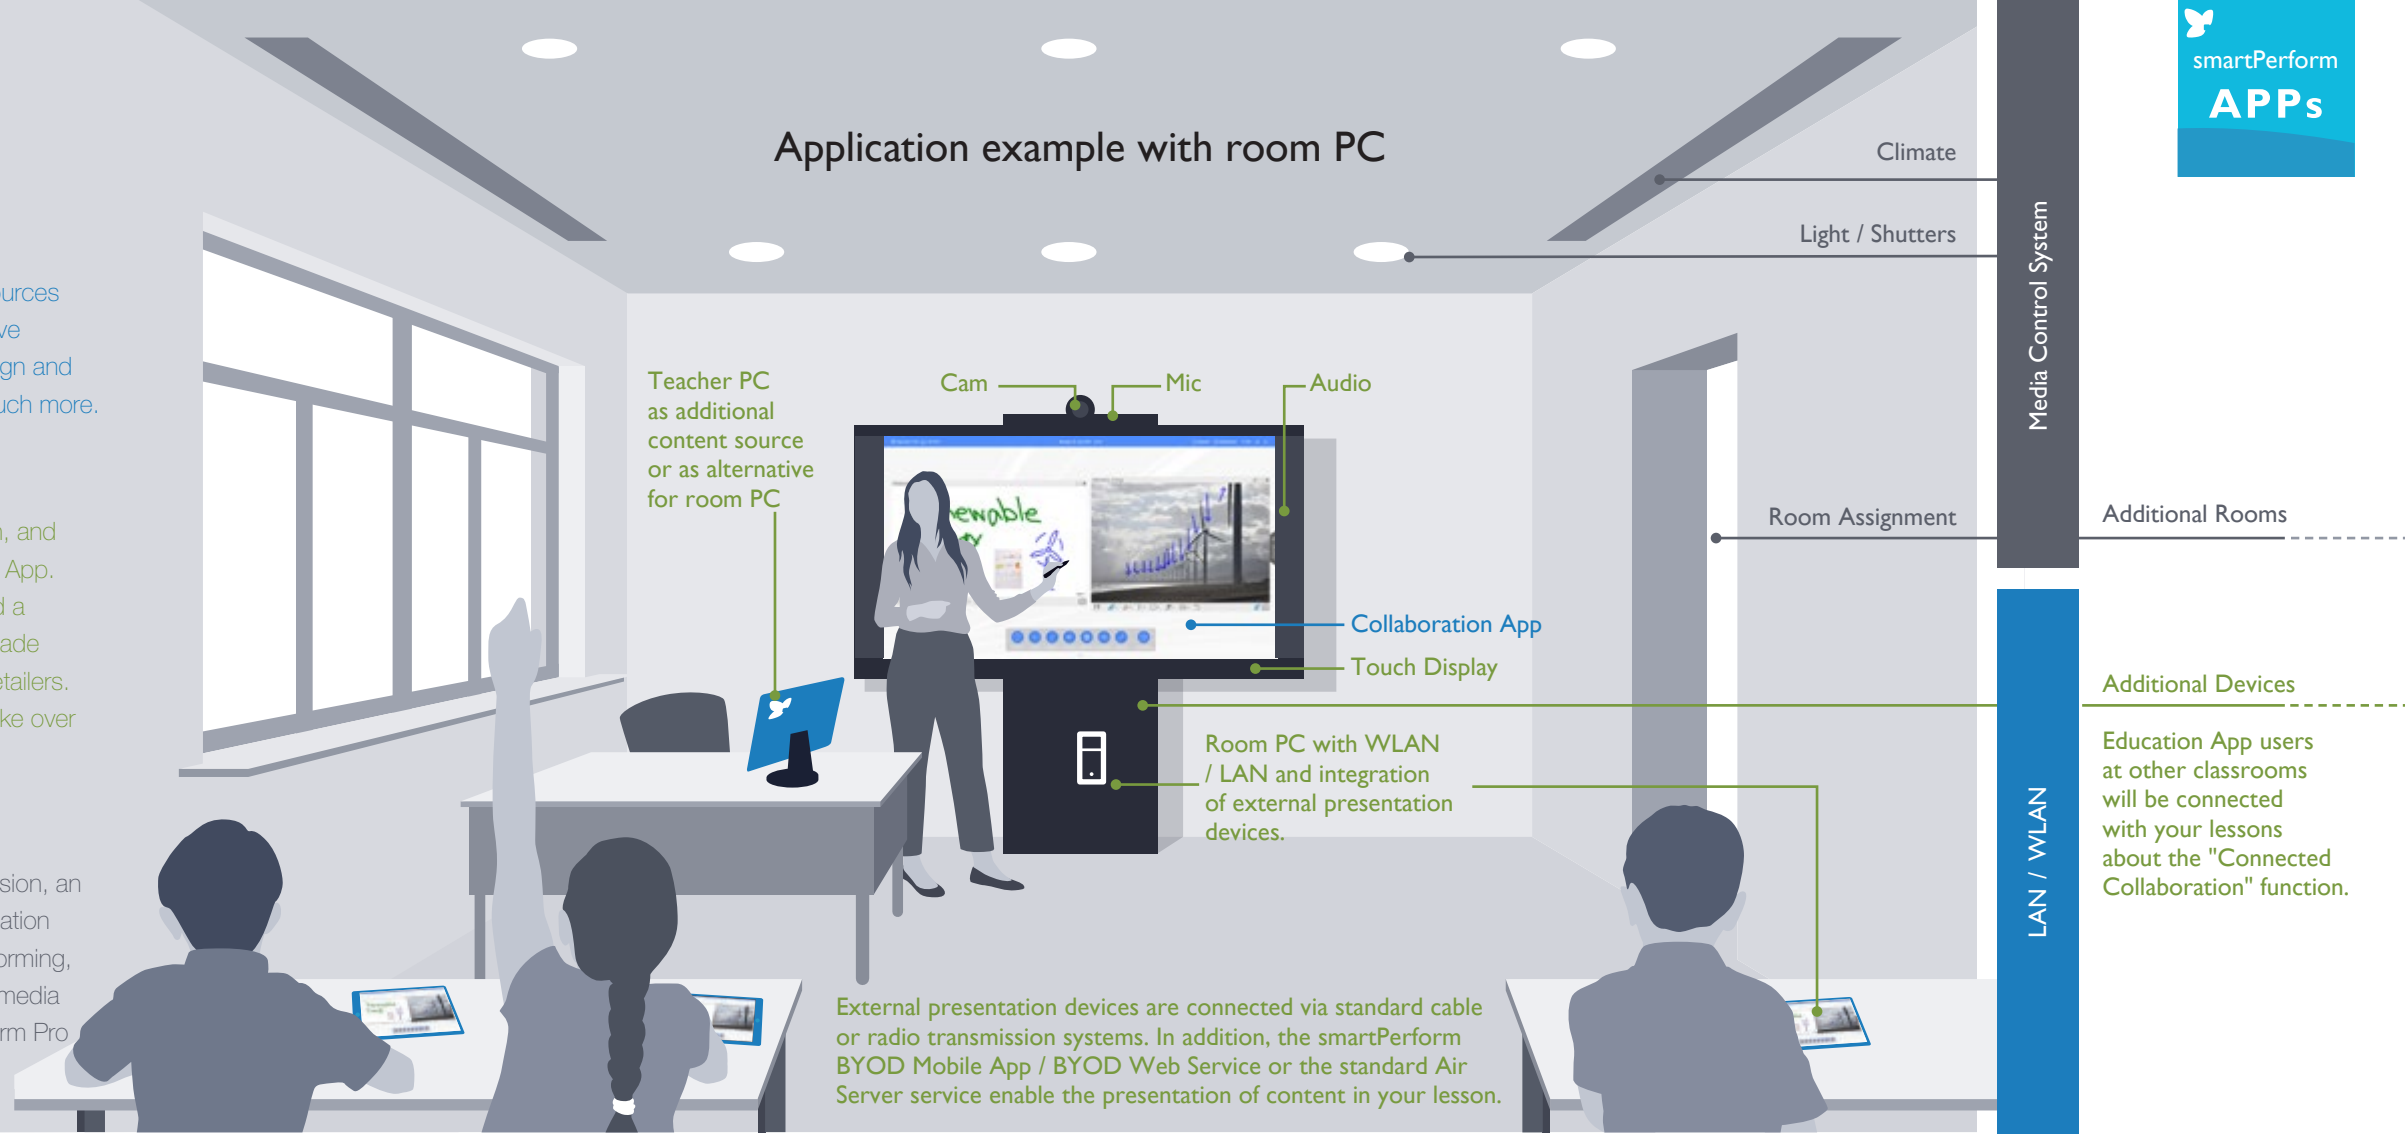 smartPerform
APPs
Application example with room PC
Climate
Light / Shutters
Media Control System
urces
ve
gn and
uch more.
Teacher PC
as additional
content source
or as alternative
for room PC
Cam
Mic
Audio
ewable
Room Assignment
Additional Rooms
n, and
App.
d a
ade
etailers.
ke over
Collaboration App
Touch Display
Additional Devices
Room PC with WLAN
/ LAN and integration
of external presentation
devices.
Education App users
at other classrooms
will be connected
with your lessons
about the "Connected
Collaboration" function.
LAN / WLAN
sion, an
ation
orming,
media
rm Pro
External presentation devices are connected via standard cable
or radio transmission systems. In addition, the smartPerform
BYOD Mobile App / BYOD Web Service or the standard Air
Server service enable the presentation of content in your lesson.